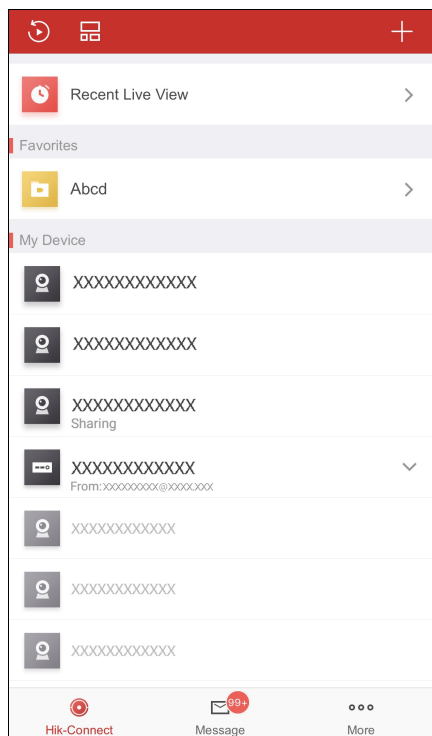 Recent Live View
Favorites
Abcd
My Device
XXXXXXXXXXXX
XXXXXXXXXXXX
XXXXXXXXXXXX
Sharing
XXXXXXXXXXXX
From:XXXXXXXXX@XXXX.XXX
XXXXXXXXXXXX
XXXXXXXXXXXX
XXXXXXXXXXXX
99+
Hik-Connect
Message
More